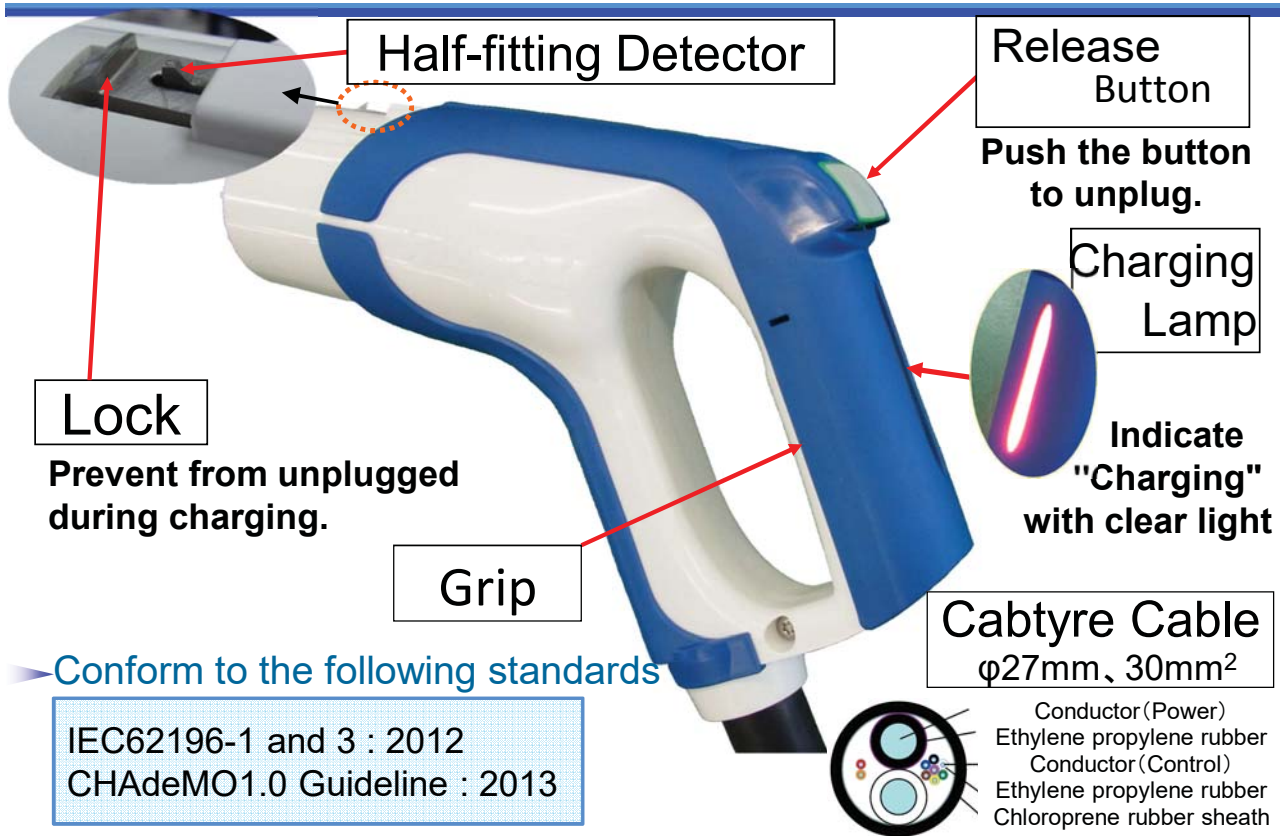 Half-fitting Detector
Release
Button
Push the button
to unplug.
Charging
Lamp
Indicate
"Charging"
with clear light
Lock
Prevent from unplugged
during charging.
Grip
Cabtyre Cable
φ27mm、30mm²
Conductor(Power)
Ethylene propylene rubber
Conductor(Control)
Ethylene propylene rubber
Chloroprene rubber sheath
Conform to the following standards
IEC62196-1 and 3 : 2012
CHAdeMO1.0 Guideline : 2013